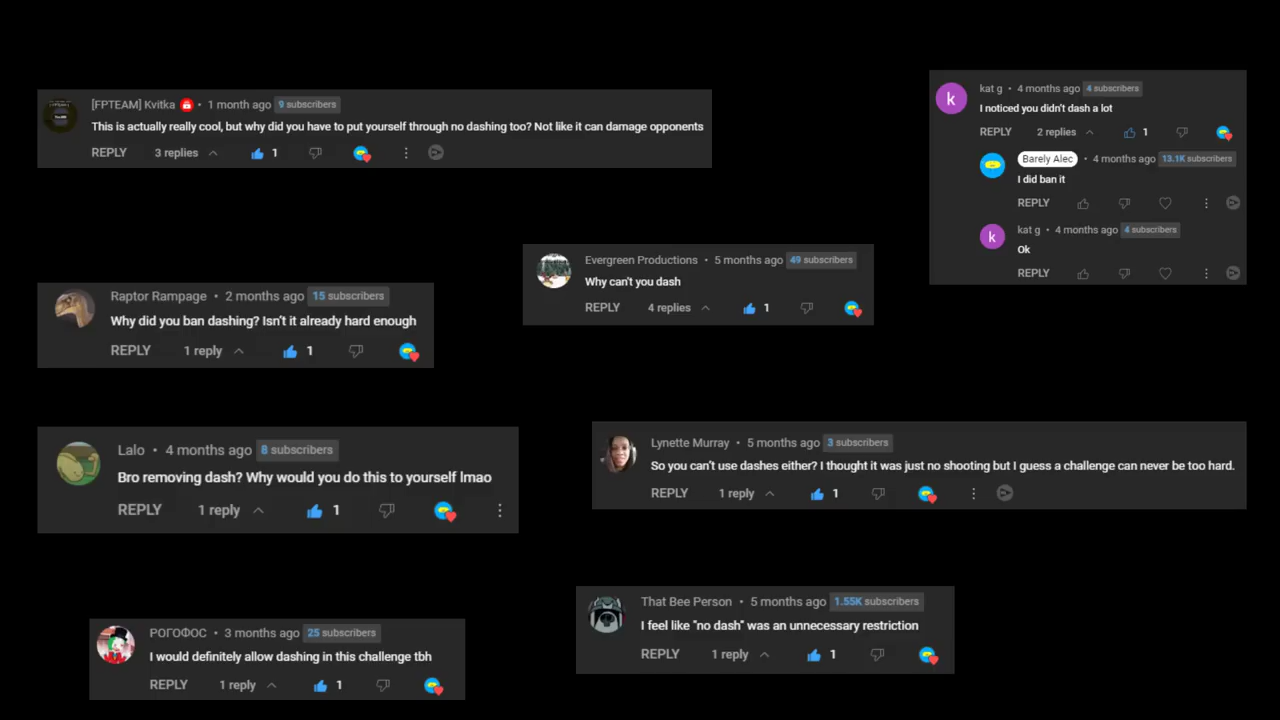 [FPTEAM] Kvitka • 1 month ago 9 subscribers
This is actually really cool, but why did you have to put yourself through no dashing too? Not like it can damage opponents
REPLY 3 replies 1
kat g • 4 months ago 4 subscribers
I noticed you didn't dash a lot
REPLY 2 replies 1
k
Barely Alec • 4 months ago 13.1K subscribers
I did ban it
REPLY
kat g • 4 months ago 4 subscribers
k
Ok
REPLY
Evergreen Productions • 5 months ago 49 subscribers
Why can't you dash
REPLY 4 replies 1
Raptor Rampage • 2 months ago 15 subscribers
Why did you ban dashing? Isn't it already hard enough
REPLY 1 reply 1
Lalo • 4 months ago 8 subscribers
Bro removing dash? Why would you do this to yourself lmao
REPLY 1 reply 1
Lynette Murray • 5 months ago 3 subscribers
So you can't use dashes either? I thought it was just no shooting but I guess a challenge can never be too hard.
REPLY 1 reply 1
РОГОФОС • 3 months ago 25 subscribers
I would definitely allow dashing in this challenge tbh
REPLY 1 reply 1
That Bee Person • 5 months ago 1.55K subscribers
I feel like "no dash" was an unnecessary restriction
REPLY 1 reply 1